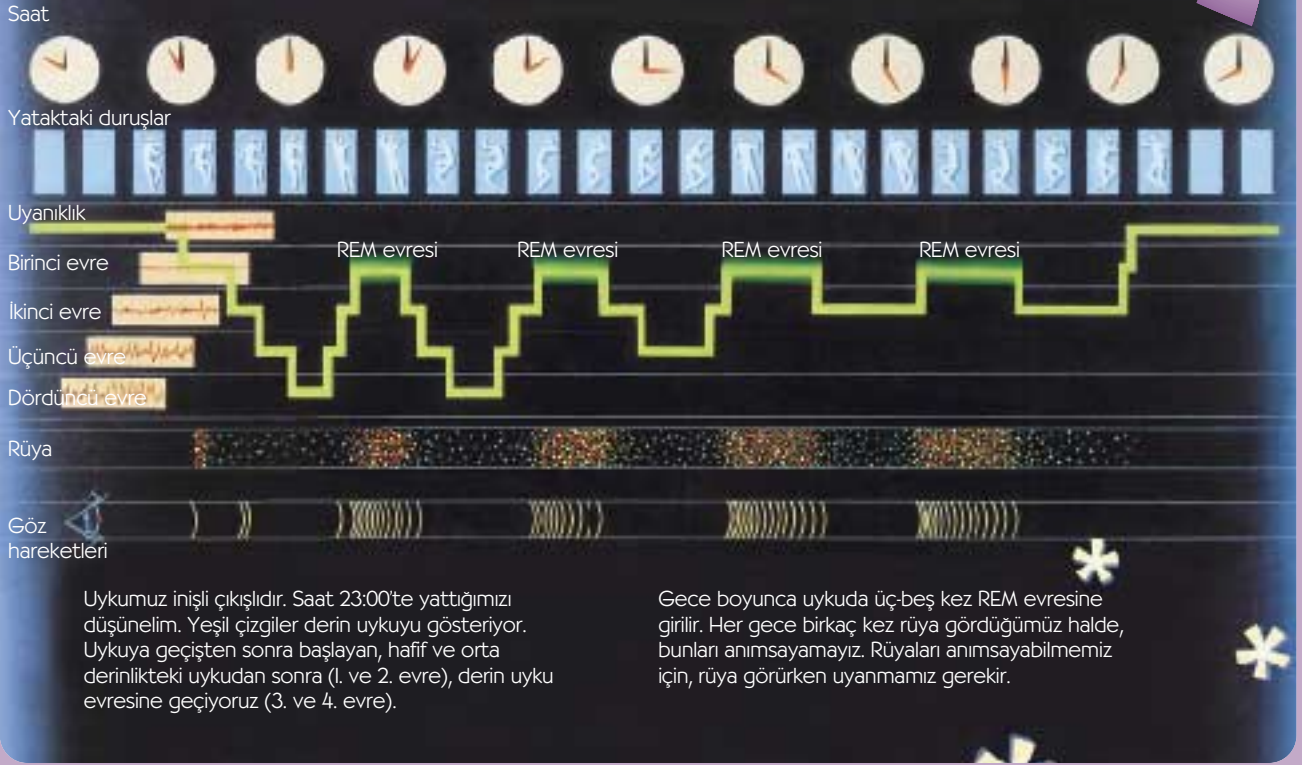 Saat
Yataktaki duruşlar
Uyanıklık
REM evresi REM evresi REM evresi REM evresi
Birinci evre
İkinci evre
Üçüncü evre
Dördüncü evre
Rüya
Göz
hareketleri
Uykumuz inişli çıkışlıdır. Saat 23:00'te yattığımızı
düşünelim. Yeşil çizgiler derin uykuyu gösteriyor.
Uykuya geçişten sonra başlayan, hafif ve orta
derinlikteki uykudan sonra (1. ve 2. evre), derin uyku
evresine geçiyoruz (3. ve 4. evre).
Gece boyunca uykuda üç-beş kez REM evresine
girilir. Her gece birkaç kez rüya gördüğümüz halde,
bunları anımsayamayız. Rüyaları anımsayabilmemiz
için, rüya görürken uyanmamız gerekir.